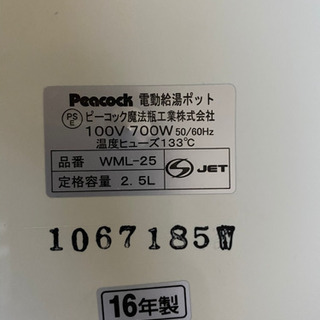 Peacock 電動給湯ポット
PS
E
ピーコック魔法瓶工業株式会社
100V 700W 50/60Hz
温度ヒューズ133℃
品番 WML-25
JET
定格容量 2.5L
1067185W
16年製